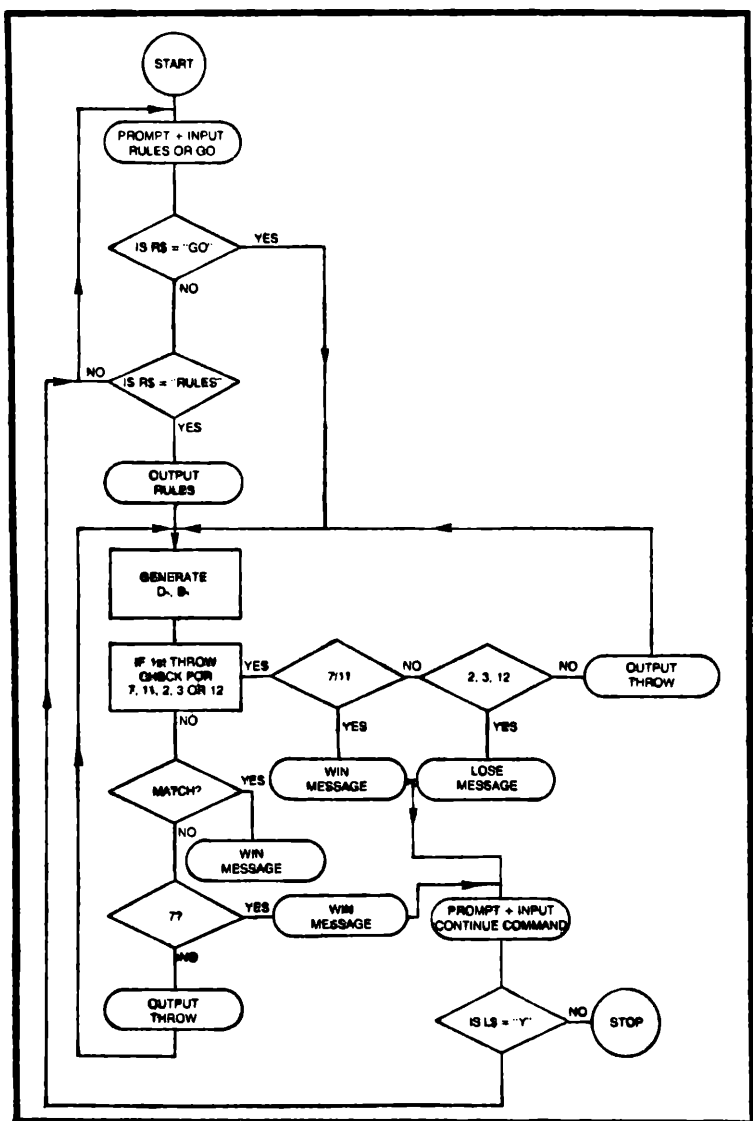 START
PROMPT + INPUT
RULES OR GO
IS R$ = "GO"
YES
NO
IS R$ = "RULES"
NO
YES
OUTPUT
RULES
GENERATE
IF 1st THROW
CHECK FOR
7, 11, 2, 3 OR 12
YES
7/11
NO
2, 3, 12
NO
OUTPUT
THROW
NO
YES
YES
WIN
MESSAGE
LOSE
MESSAGE
MATCH?
YES
NO
WIN
MESSAGE
7?
YES
WIN
MESSAGE
PROMPT + INPUT
CONTINUE COMMAND
NO
OUTPUT
THROW
IS L$ = "Y"
NO
STOP